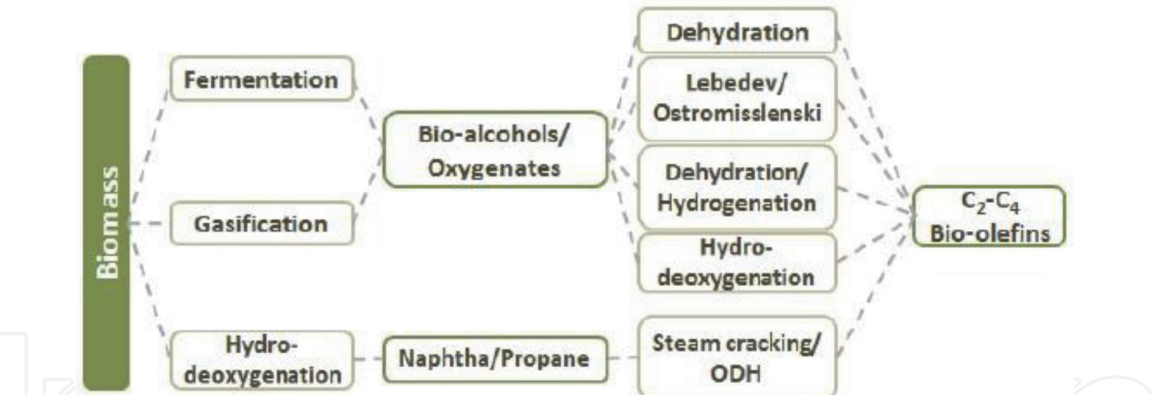 Biomass
Fermentation
Gasification
Hydro-
deoxygenation
Bio-alcohols/
Oxygenates
Naphtha/Propane
Dehydration
Lebedev/
Ostromisslenski
Dehydration/
Hydrogenation
Hydro-
deoxygenation
Steam cracking/
ODH
C₂-C₄
Bio-olefins